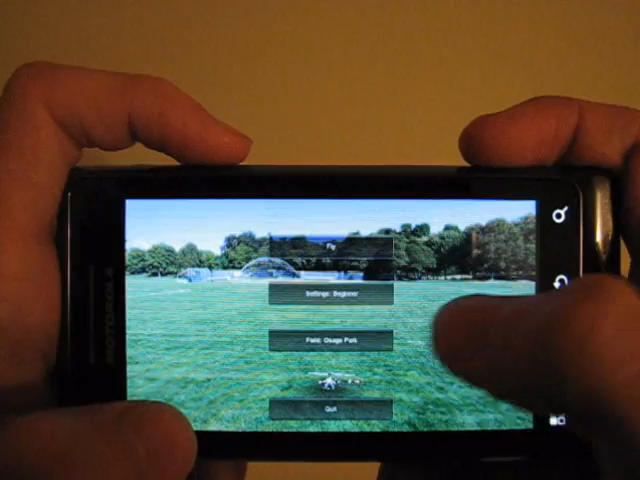 Fly
Settings: Beginner
Field: Osage Park
Quit
MOTOROLA